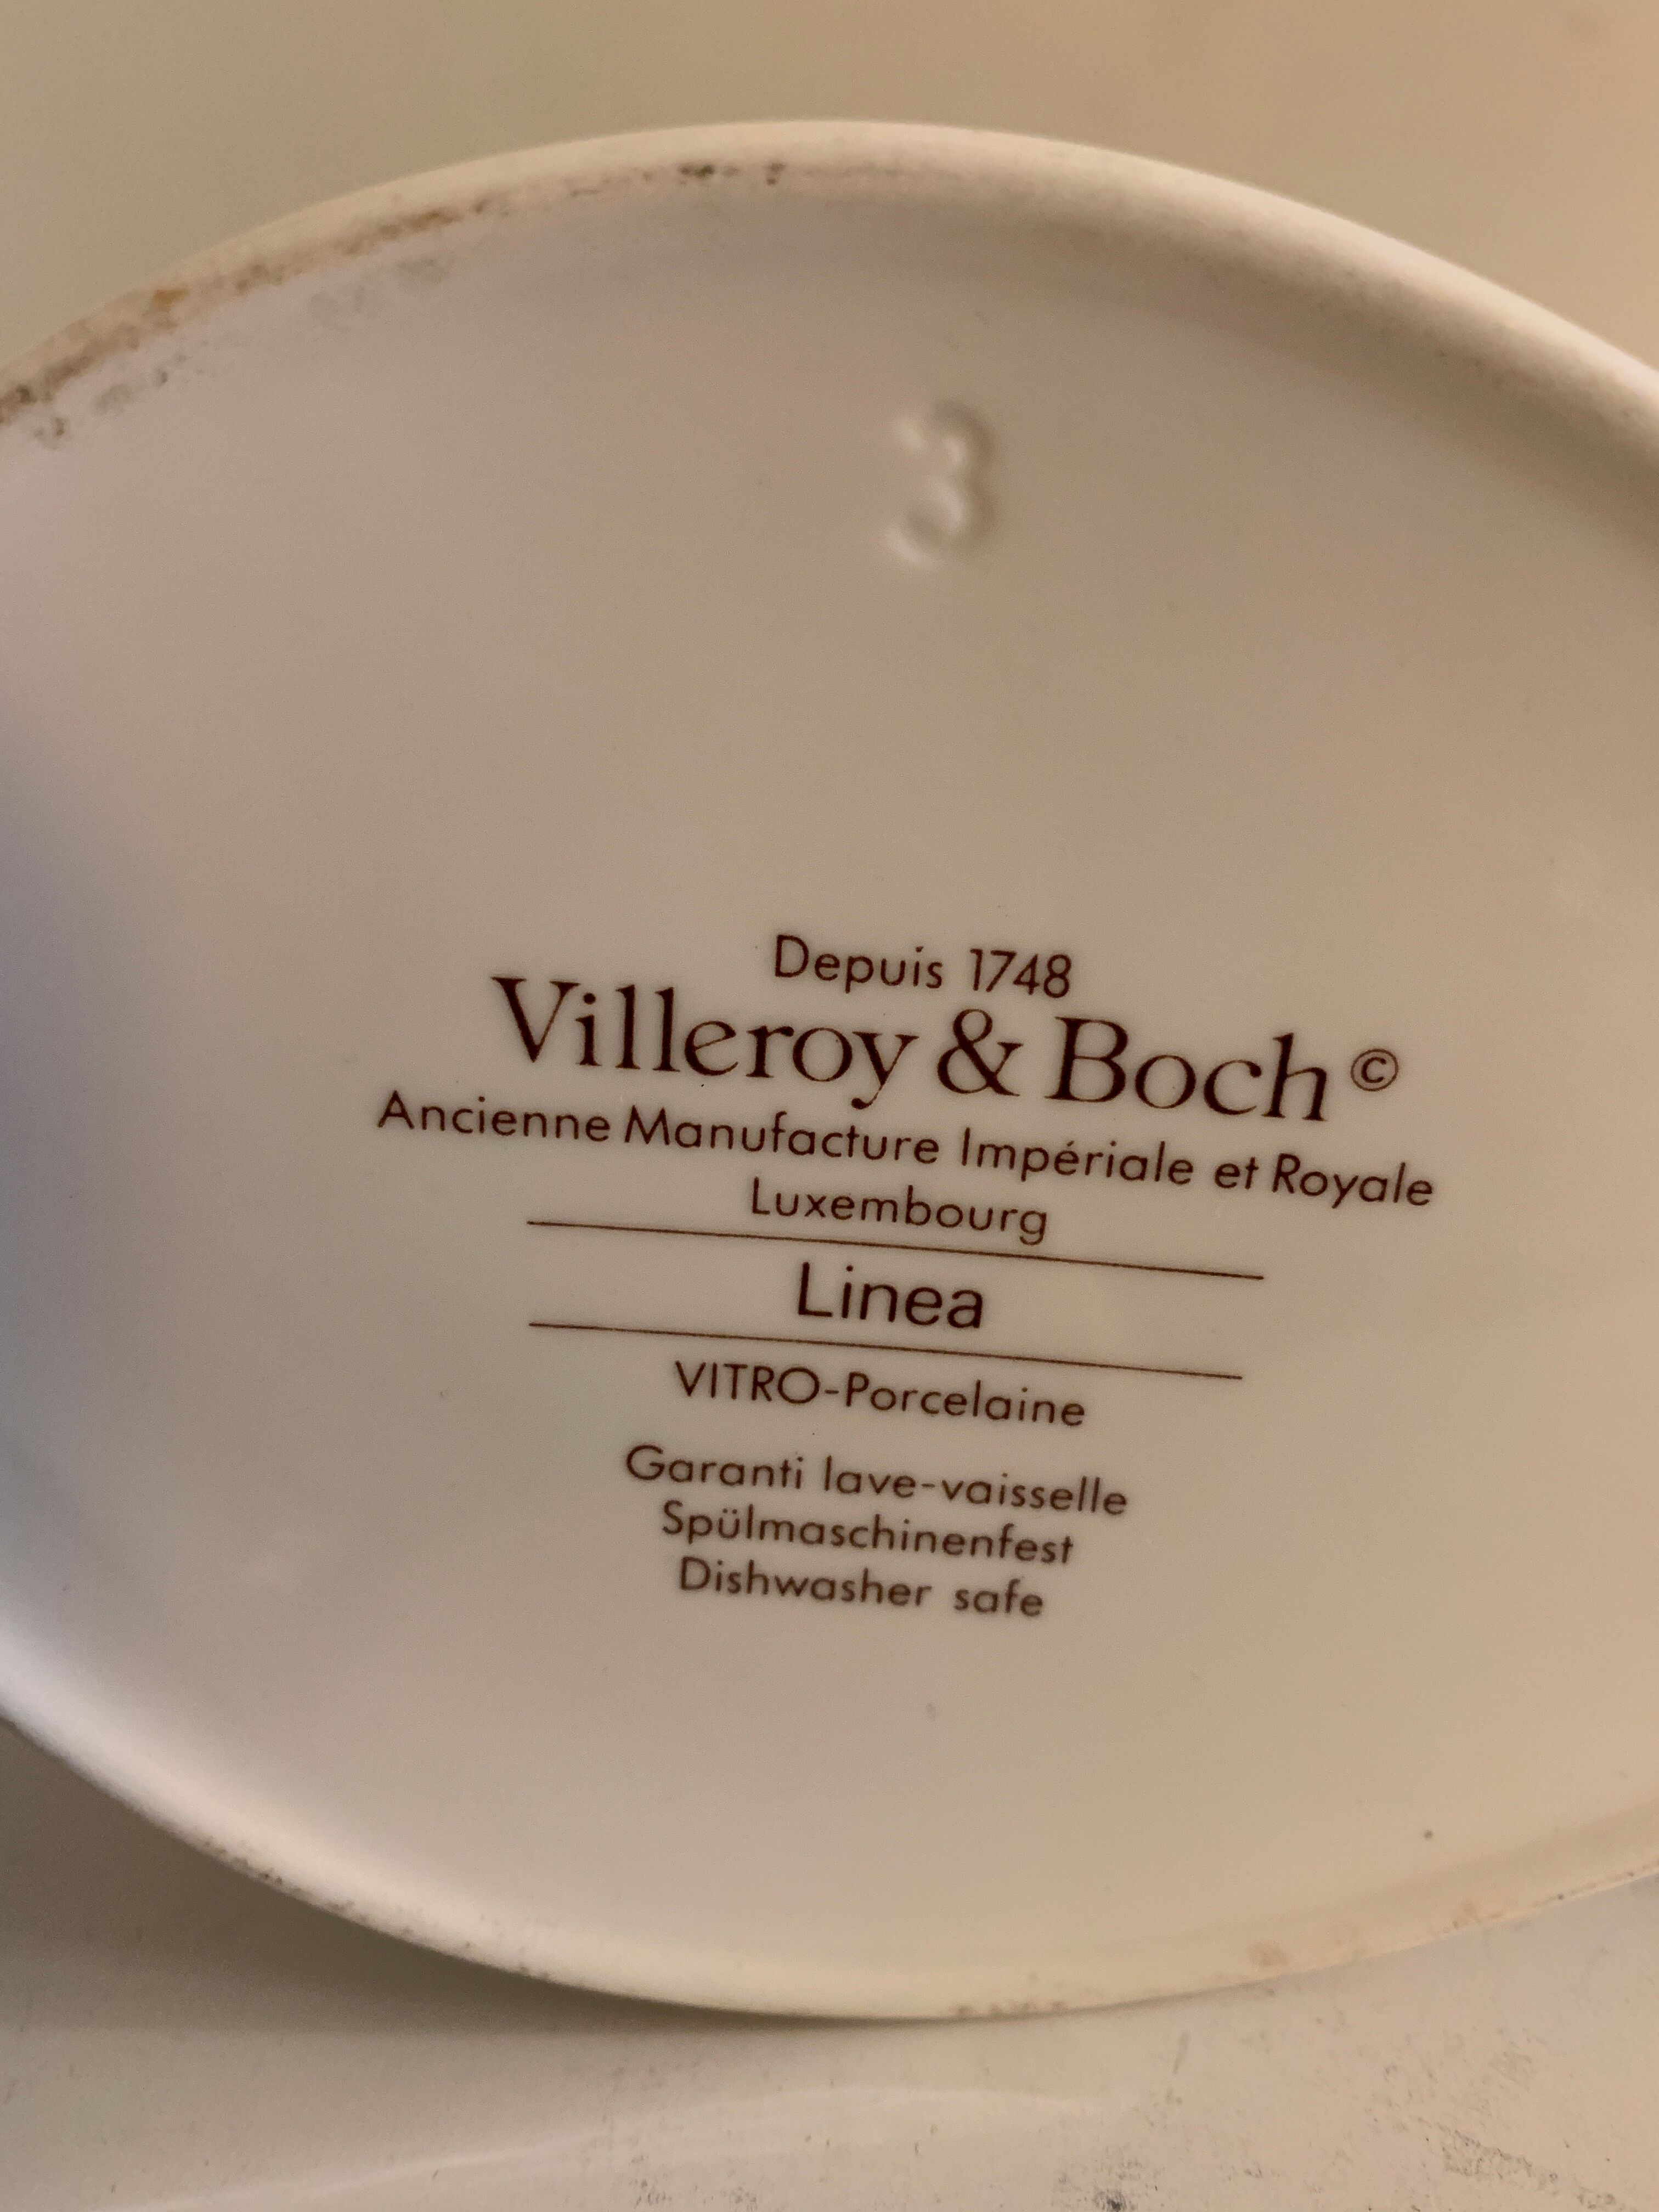 3
Depuis 1748
Villeroy & Boch ©
Ancienne Manufacture Impériale et Royale
Luxembourg
Linea
VITRO-Porcelaine
Garanti lave-vaisselle
Spülmaschinenfest
Dishwasher safe